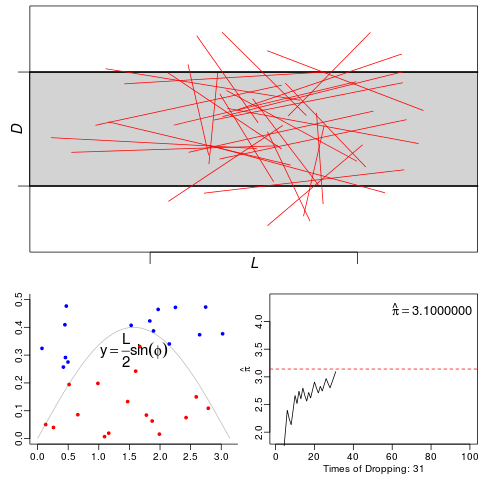 D
L
0.0 0.1 0.2 0.3 0.4 0.5
0.0 0.5 1.0 1.5 2.0 2.5 3.0
y = L/2 sin(ϕ)
π̂ = 3.1000000
π̂
2.0 2.5 3.0 3.5 4.0
0 20 40 60 80 100
Times of Dropping: 31